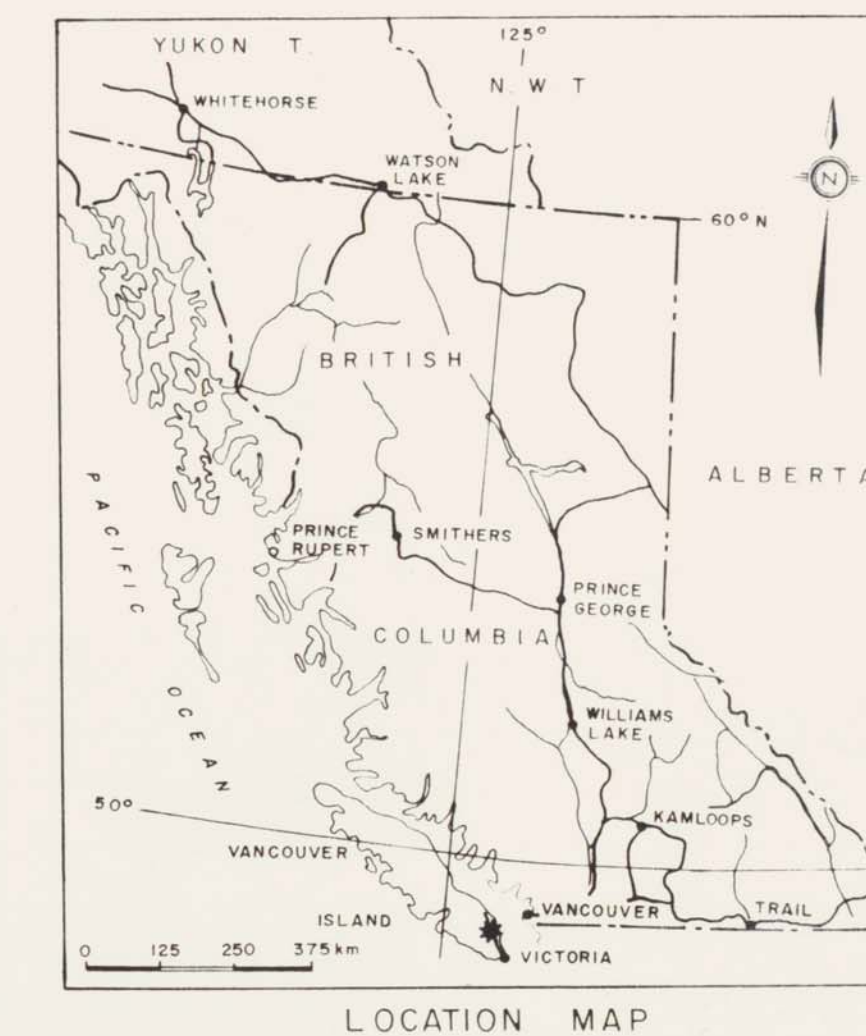 YUKON T.
125°
N W T
WHITEHORSE
WATSON
LAKE
N
60° N
BRITISH
ALBERTA
PACIFIC
OCEAN
PRINCE
RUPERT
SMITHERS
PRINCE
GEORGE
COLUMBIA
WILLIAMS
LAKE
50°
KAMLOOPS
VANCOUVER
ISLAND
VANCOUVER
TRAIL
VICTORIA
0 125 250 375 km
LOCATION MAP